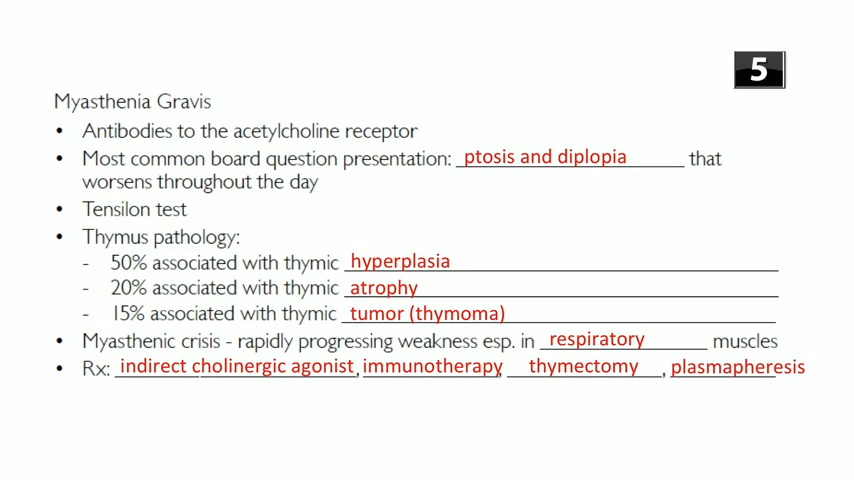 5
Myasthenia Gravis
• Antibodies to the acetylcholine receptor
• Most common board question presentation: ptosis and diplopia that
worsens throughout the day
• Tensilon test
• Thymus pathology:
- 50% associated with thymic hyperplasia
- 20% associated with thymic atrophy
- 15% associated with thymic tumor (thymoma)
• Myasthenic crisis - rapidly progressing weakness esp. in respiratory muscles
• Rx: indirect cholinergic agonist, immunotherapy, thymectomy, plasmapheresis